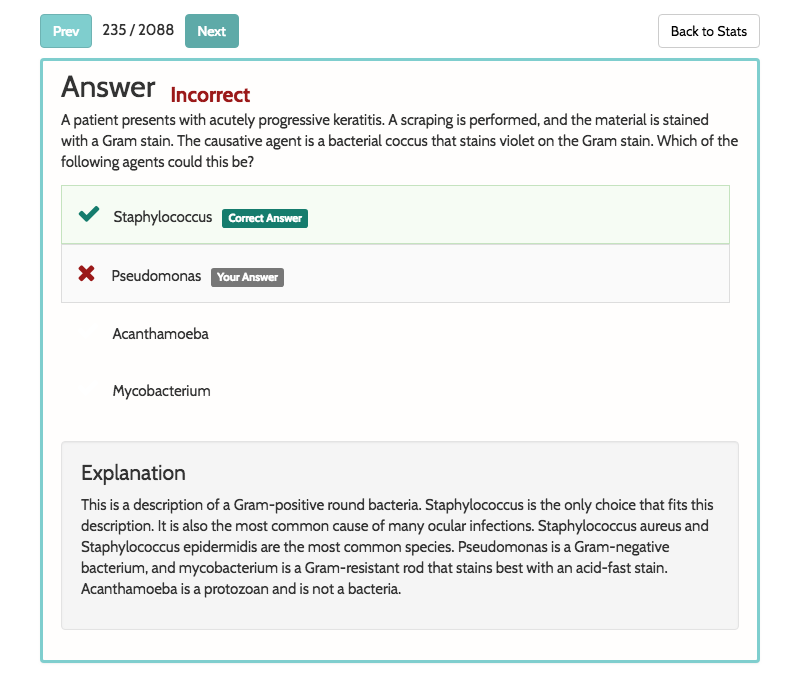 Prev 235 / 2088 Next Back to Stats
Answer Incorrect
A patient presents with acutely progressive keratitis. A scraping is performed, and the material is stained
with a Gram stain. The causative agent is a bacterial coccus that stains violet on the Gram stain. Which of the
following agents could this be?
Staphylococcus Correct Answer
Pseudomonas Your Answer
Acanthamoeba
Mycobacterium
Explanation
This is a description of a Gram-positive round bacteria. Staphylococcus is the only choice that fits this
description. It is also the most common cause of many ocular infections. Staphylococcus aureus and
Staphylococcus epidermidis are the most common species. Pseudomonas is a Gram-negative
bacterium, and mycobacterium is a Gram-resistant rod that stains best with an acid-fast stain.
Acanthamoeba is a protozoan and is not a bacteria.